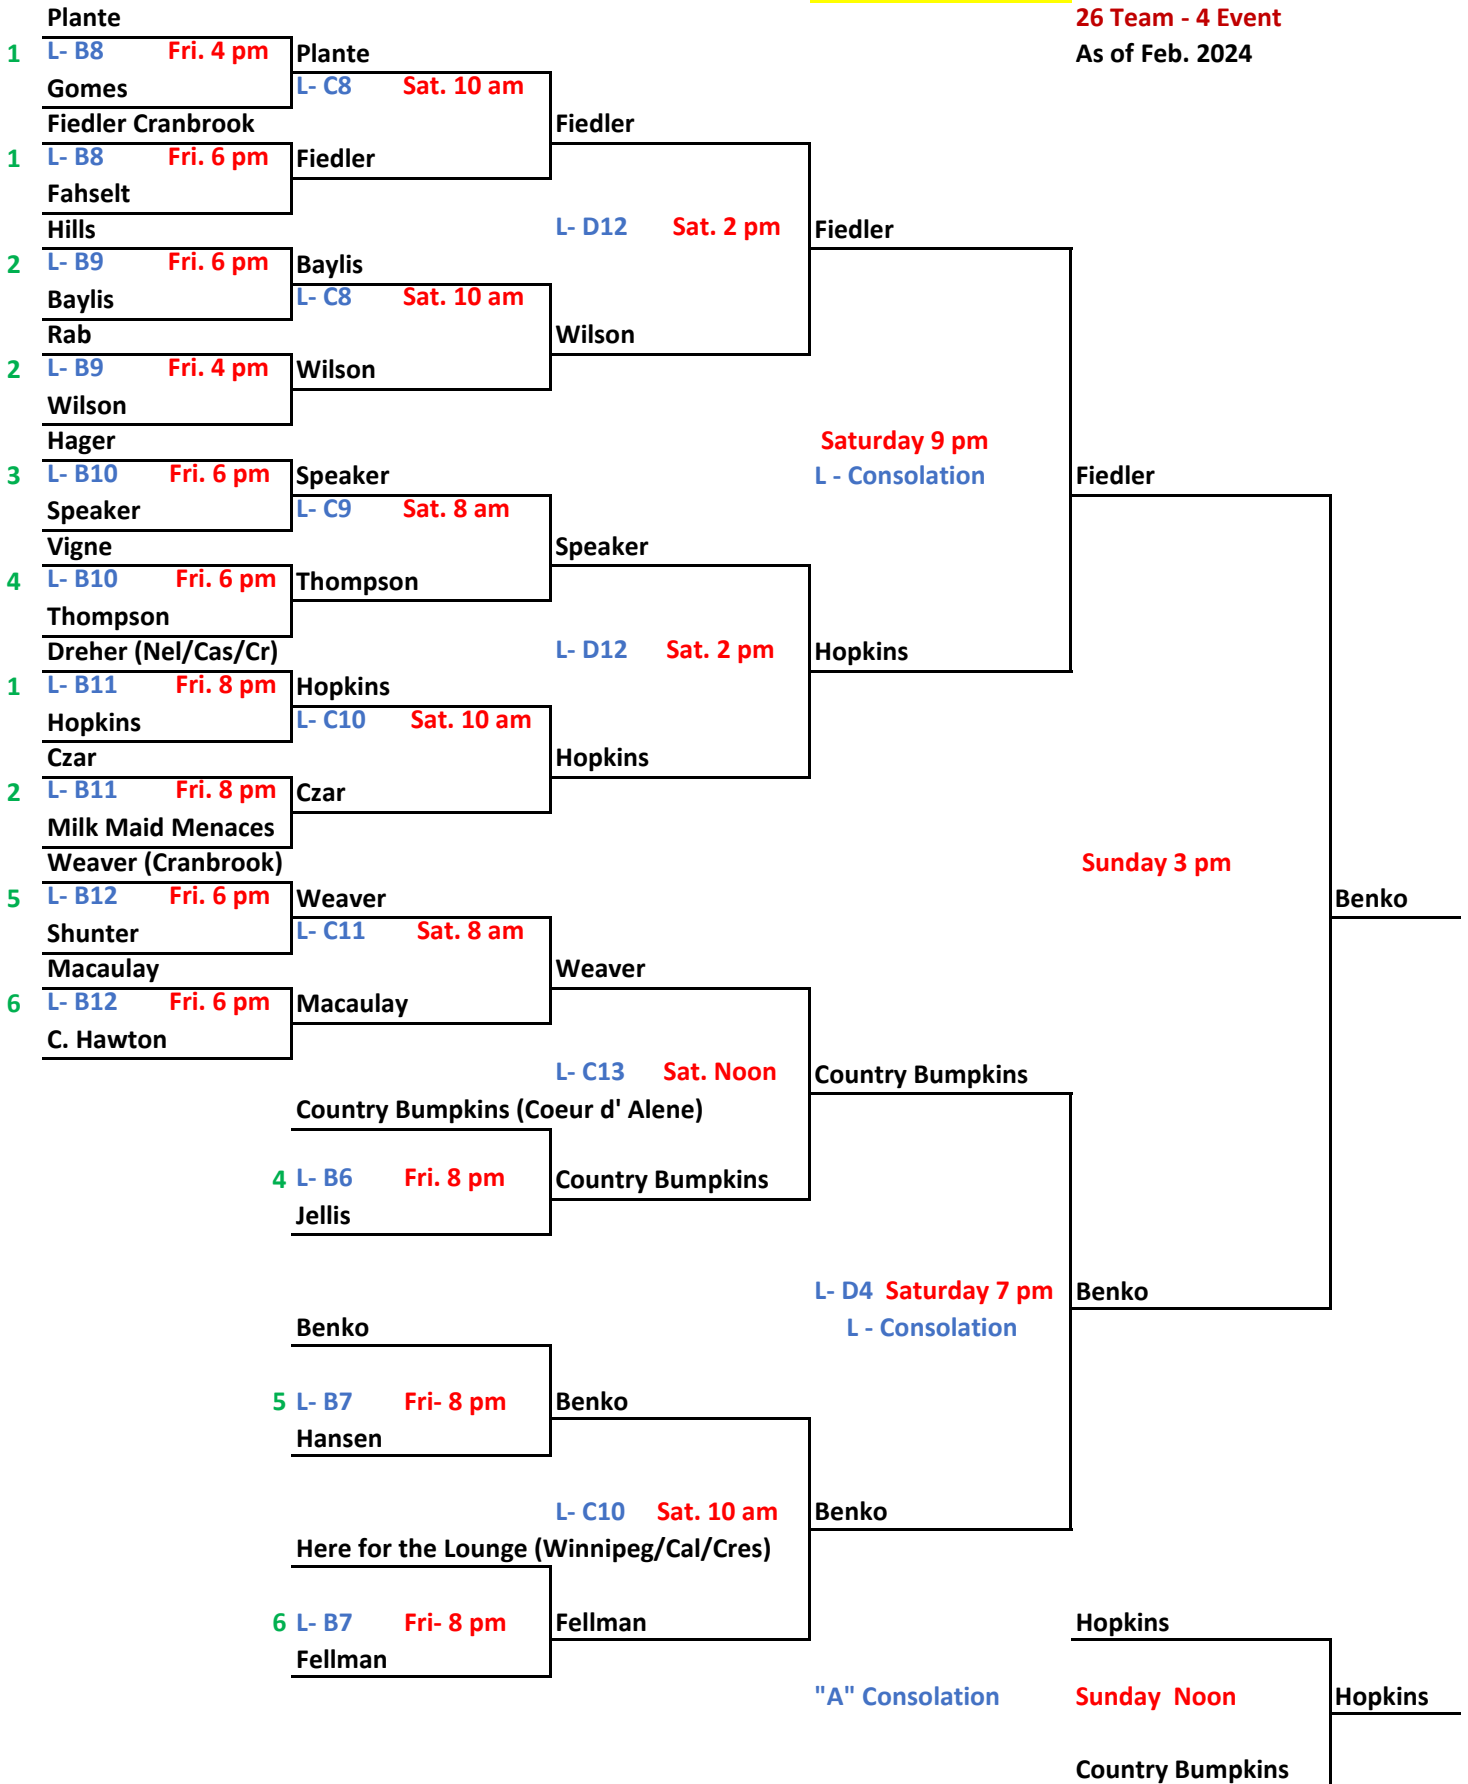 Plante
26 Team - 4 Event
1 L- B8 Fri. 4 pm Plante As of Feb. 2024
Gomes L- C8 Sat. 10 am
Fiedler Cranbrook Fiedler
1 L- B8 Fri. 6 pm Fiedler
Fahselt
Hills L- D12 Sat. 2 pm Fiedler
2 L- B9 Fri. 6 pm Baylis
Baylis L- C8 Sat. 10 am
Rab Wilson
2 L- B9 Fri. 4 pm Wilson
Wilson
Hager Saturday 9 pm
3 L- B10 Fri. 6 pm Speaker L - Consolation Fiedler
Speaker L- C9 Sat. 8 am
Vigne Speaker
4 L- B10 Fri. 6 pm Thompson
Thompson
Dreher (Nel/Cas/Cr) L- D12 Sat. 2 pm Hopkins
1 L- B11 Fri. 8 pm Hopkins
Hopkins L- C10 Sat. 10 am
Czar Hopkins
2 L- B11 Fri. 8 pm Czar
Milk Maid Menaces
Weaver (Cranbrook) Sunday 3 pm
5 L- B12 Fri. 6 pm Weaver Benko
Shunter L- C11 Sat. 8 am
Macaulay Weaver
6 L- B12 Fri. 6 pm Macaulay
C. Hawton
L- C13 Sat. Noon Country Bumpkins
Country Bumpkins (Coeur d' Alene)
4 L- B6 Fri. 8 pm Country Bumpkins
Jellis
L- D4 Saturday 7 pm Benko
Benko L - Consolation
5 L- B7 Fri- 8 pm Benko
Hansen
L- C10 Sat. 10 am Benko
Here for the Lounge (Winnipeg/Cal/Cres)
6 L- B7 Fri- 8 pm Fellman Hopkins
Fellman
"A" Consolation Sunday Noon Hopkins
Country Bumpkins